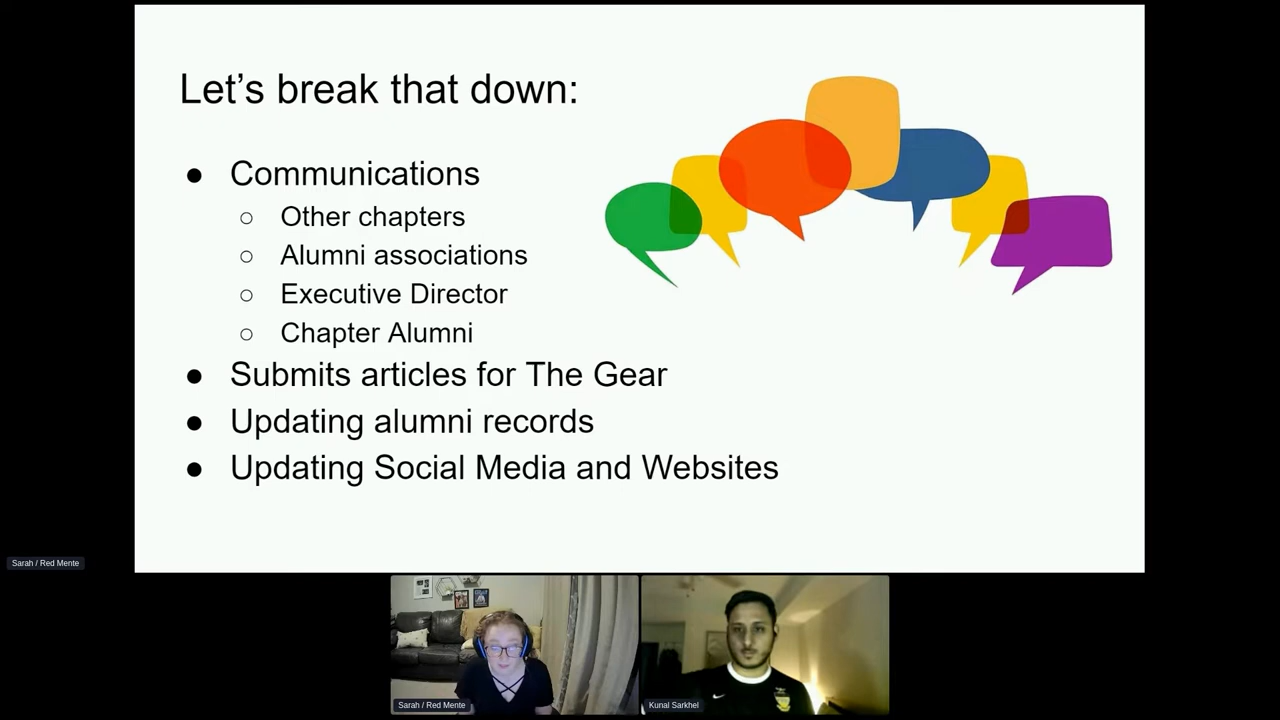 Let’s break that down:
● Communications
○ Other chapters
○ Alumni associations
○ Executive Director
○ Chapter Alumni
● Submits articles for The Gear
● Updating alumni records
● Updating Social Media and Websites
Sarah / Red Mente
Sarah / Red Mente
Kunal Sarkhel